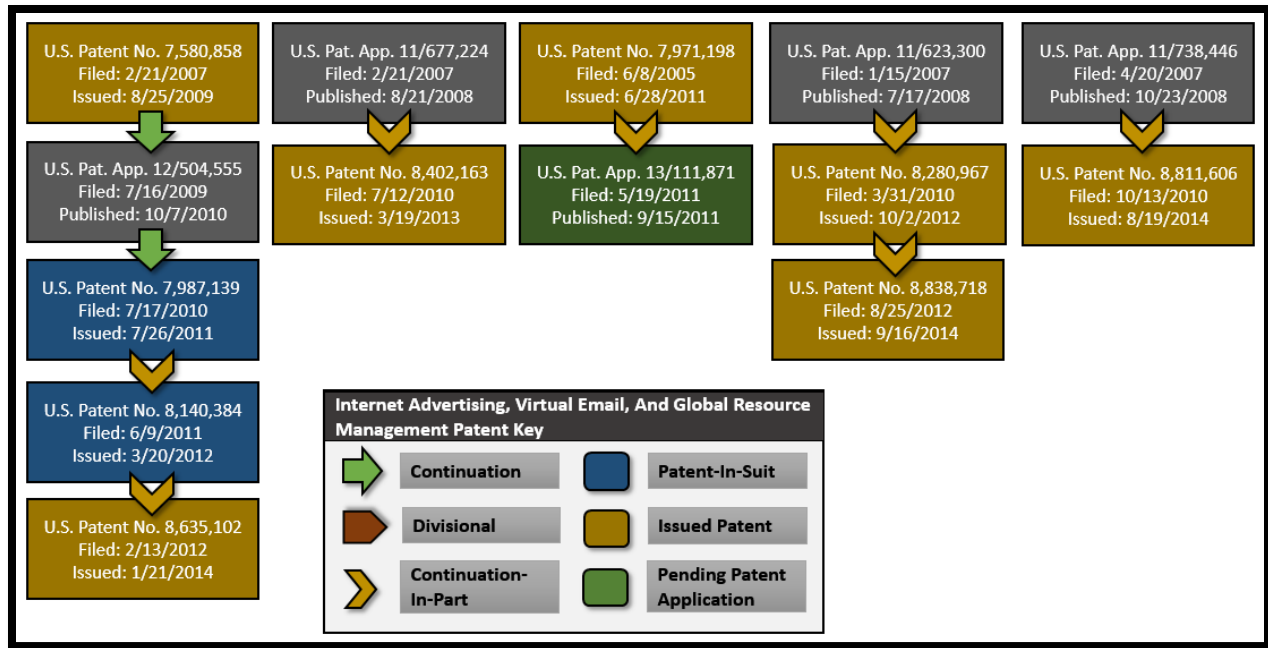 U.S. Patent No. 7,580,858
Filed: 2/21/2007
Issued: 8/25/2009
U.S. Pat. App. 12/504,555
Filed: 7/16/2009
Published: 10/7/2010
U.S. Patent No. 7,987,139
Filed: 7/17/2010
Issued: 7/26/2011
U.S. Patent No. 8,140,384
Filed: 6/9/2011
Issued: 3/20/2012
U.S. Patent No. 8,635,102
Filed: 2/13/2012
Issued: 1/21/2014
U.S. Pat. App. 11/677,224
Filed: 2/21/2007
Published: 8/21/2008
U.S. Patent No. 8,402,163
Filed: 7/12/2010
Issued: 3/19/2013
U.S. Patent No. 7,971,198
Filed: 6/8/2005
Issued: 6/28/2011
U.S. Pat. App. 13/111,871
Filed: 5/19/2011
Published: 9/15/2011
U.S. Pat. App. 11/623,300
Filed: 1/15/2007
Published: 7/17/2008
U.S. Patent No. 8,280,967
Filed: 3/31/2010
Issued: 10/2/2012
U.S. Patent No. 8,838,718
Filed: 8/25/2012
Issued: 9/16/2014
U.S. Pat. App. 11/738,446
Filed: 4/20/2007
Published: 10/23/2008
U.S. Patent No. 8,811,606
Filed: 10/13/2010
Issued: 8/19/2014
Internet Advertising, Virtual Email, And Global Resource
Management Patent Key
Continuation
Patent-In-Suit
Divisional
Issued Patent
Continuation-
In-Part
Pending Patent
Application